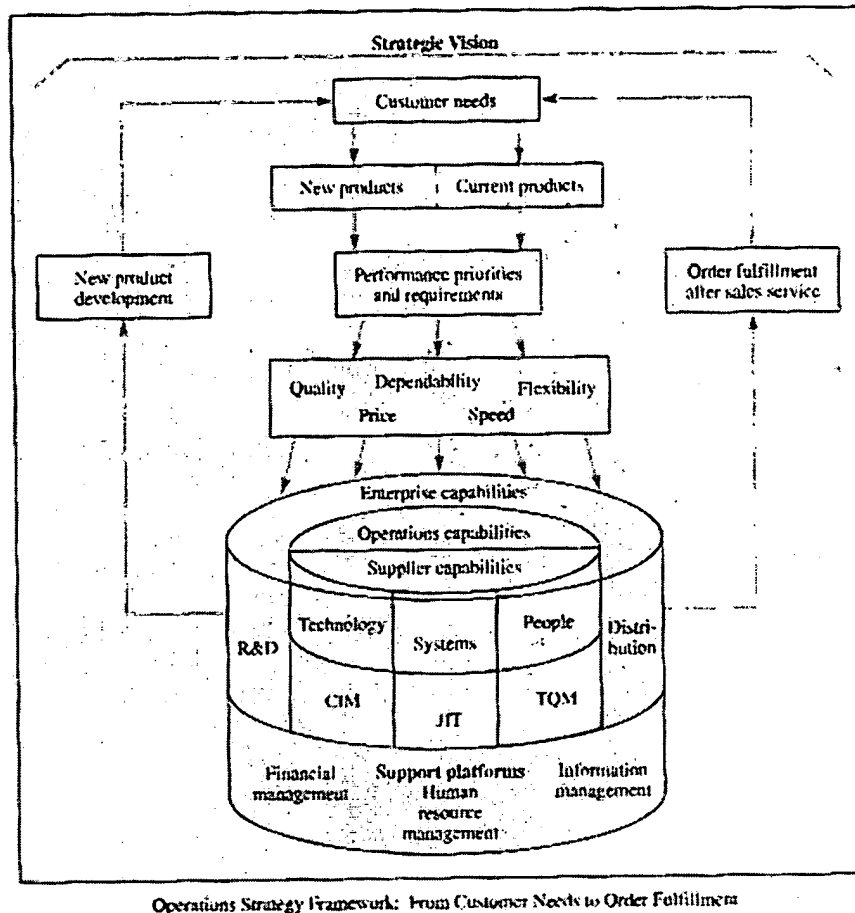 Strategic Vision
Customer needs
New products
Current products
New product
development
Performance priorities
and requirements
Order fulfillment
after sales service
Quality
Dependability
Flexibility
Price
Speed
Enterprise capabilities
Operations capabilities
Supplier capabilities
R&D
Technology
Systems
People
Distri-
bution
CIM
JIT
TQM
Financial
management
Support platforms
Human
resource
management
Information
management
Operations Strategy Framework: From Customer Needs to Order Fulfillment